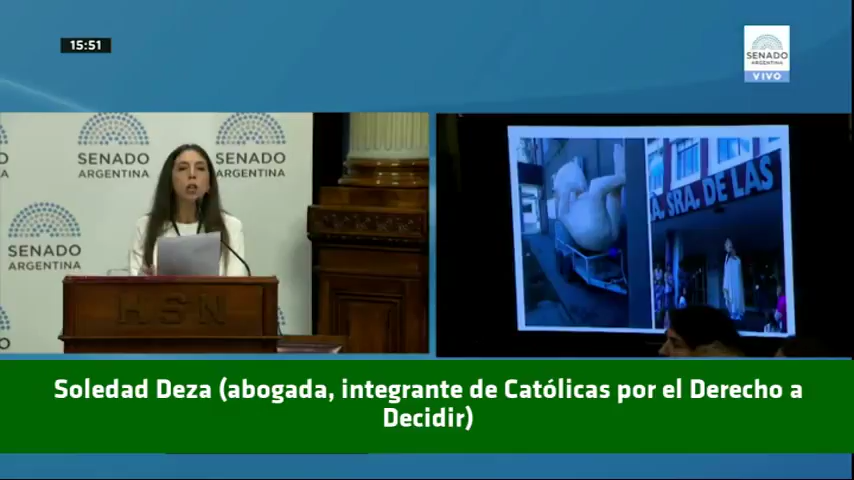 15:51
SENADO
ARGENTINA
VIVO
SENADO
ARGENTINA
SENADO
ARGENTINA
SENADO
ARGENTINA
HSN
A. SRA. DE LAS
Soledad Deza (abogada, integrante de Católicas por el Derecho a
Decidir)